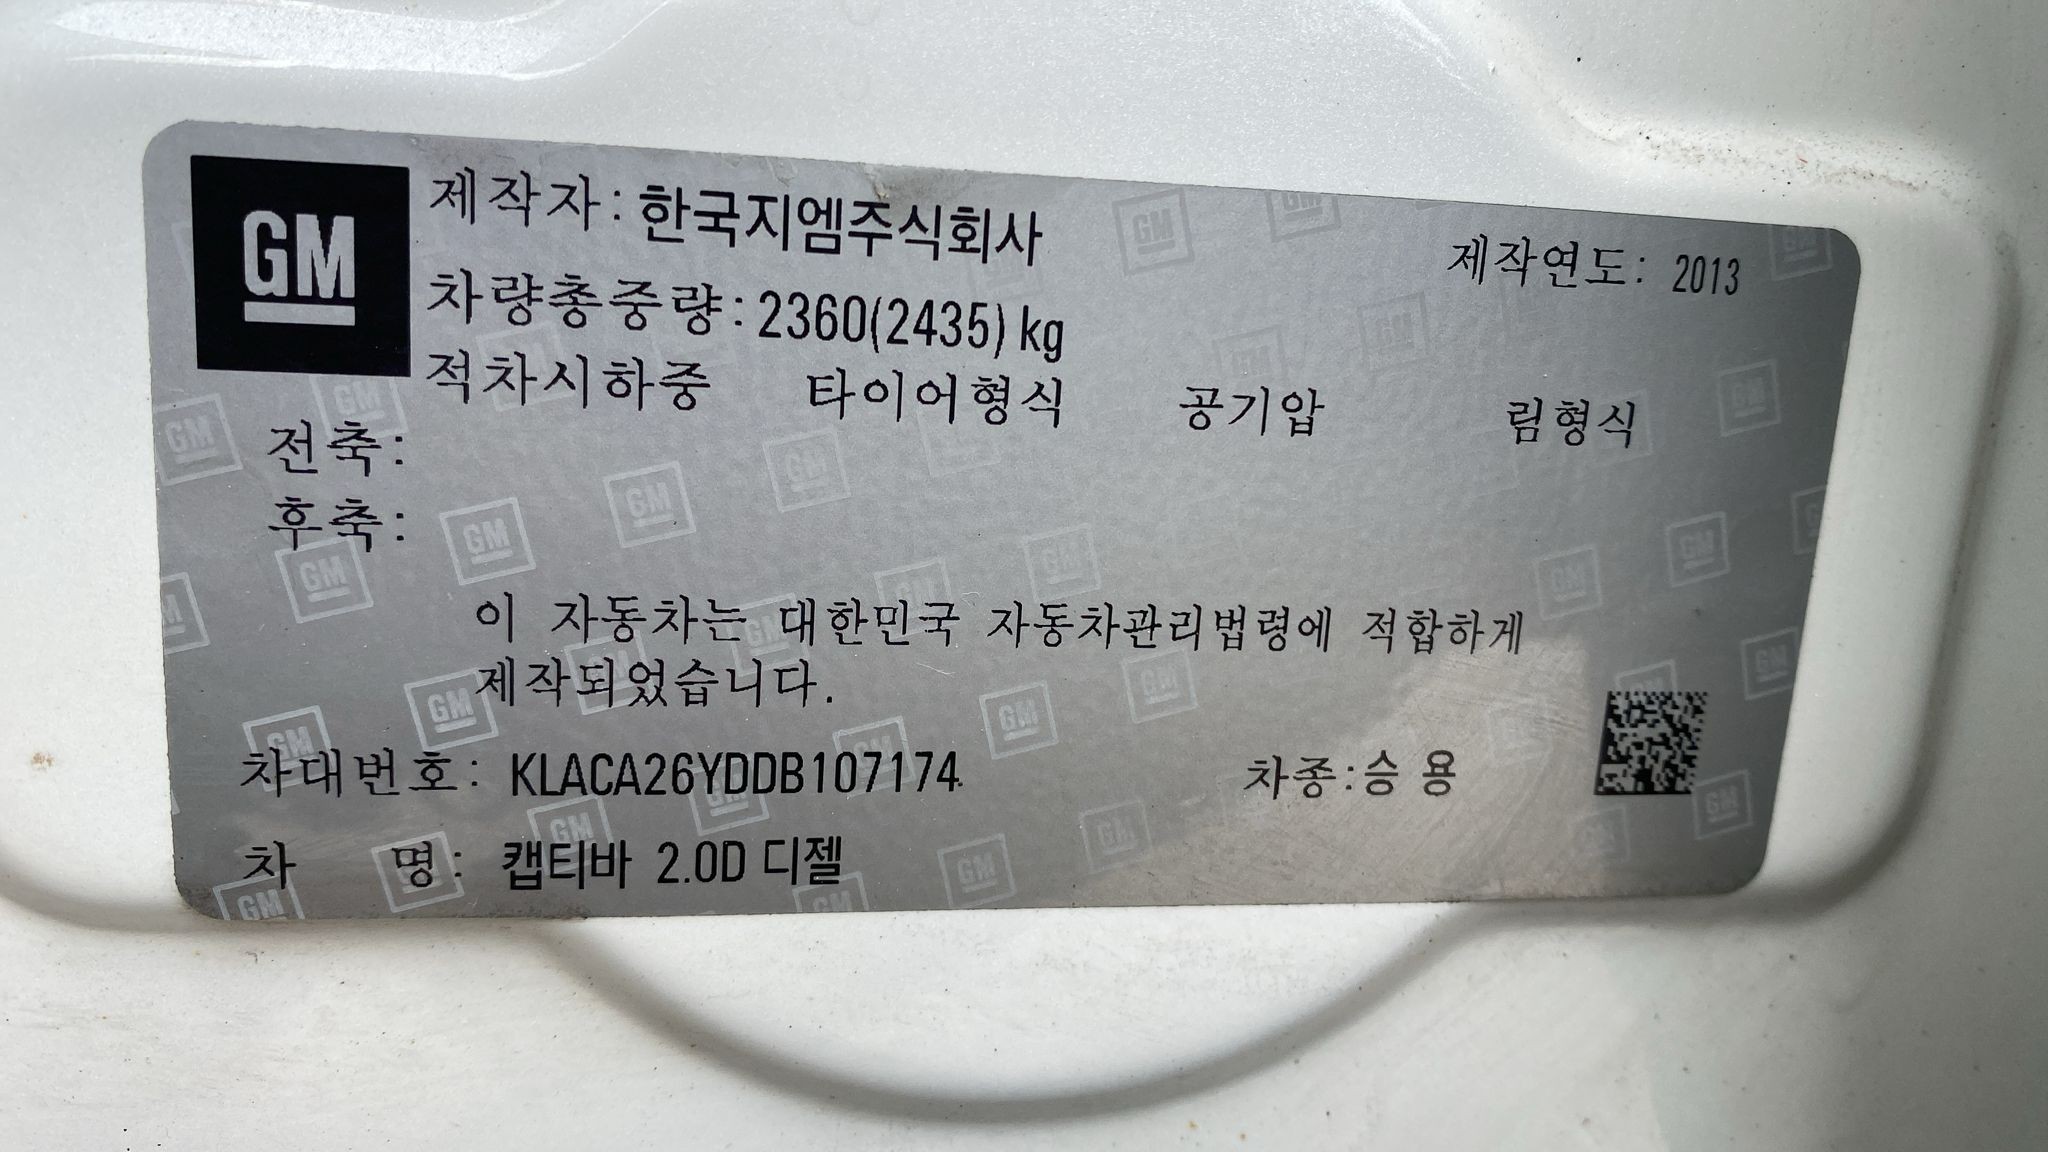 GM
제작자: 한국지엠주식회사
제작연도: 2013
차량총중량: 2360(2435) kg
적차시하중 타이어형식 공기압 림형식
전축:
후축:
이 자동차는 대한민국 자동차관리법령에 적합하게
제작되었습니다.
차대번호: KLACA26YDDB107174
차종: 승 용
차 명: 캡티바 2.0D 디젤